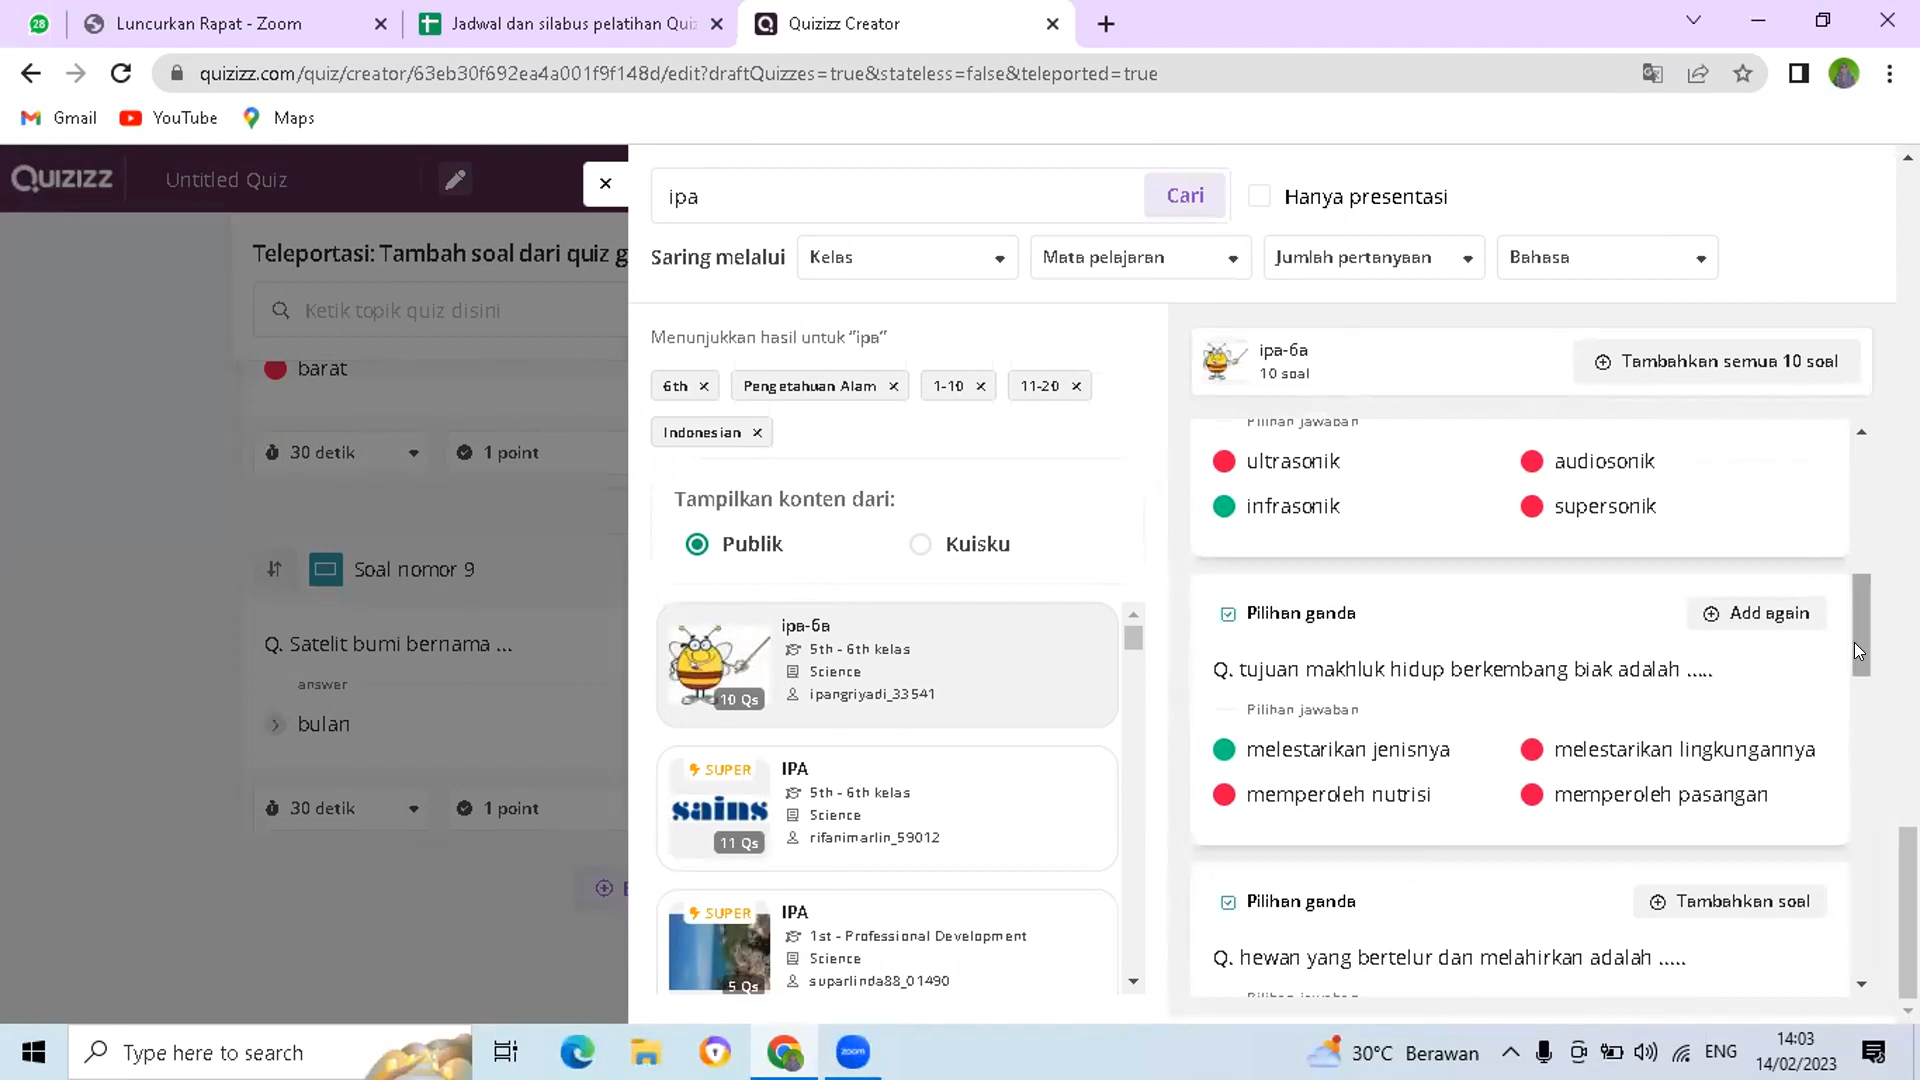 28
Luncurkan Rapat - Zoom
Jadwal dan silabus pelatihan Qui
Quizizz Creator
quizizz.com/quiz/creator/63eb30f692ea4a001f9f148d/edit?draftQuizzes=true&stateless=false&teleported=true
Gmail YouTube Maps
QUIZIZZ Untitled Quiz
Teleportasi: Tambah soal dari quiz g
Ketik topik quiz disini
barat
30 detik 1 point
Soal nomor 9
Q. Satelit bumi bernama ...
answer
bulan
30 detik 1 point
ipa Cari Hanya presentasi
Saring melalui Kelas Mata pelajaran Jumlah pertanyaan Bahasa
Menunjukkan hasil untuk "ipa"
6th Pengetahuan Alam 1-10 11-20
Indonesian
Tampilkan konten dari:
Publik Kuisku
ipa-6a
5th - 6th kelas
Science
ipangriyadi_33541
10 Qs
SUPER IPA
5th - 6th kelas
sains
Science
rifanimarlin_59012
11 Qs
SUPER IPA
1st - Professional Development
Science
suparlinda88_01490
5 Qs
ipa-6a
10 soal
Tambahkan semua 10 soal
Pilihan jawaban
ultrasonik audiosonik
infrasonik supersonik
Pilihan ganda Add again
Q. tujuan makhluk hidup berkembang biak adalah .....
Pilihan jawaban
melestarikan jenisnya melestarikan lingkungannya
memperoleh nutrisi memperoleh pasangan
Pilihan ganda Tambahkan soal
Q. hewan yang bertelur dan melahirkan adalah .....
Pilihan jawaban
Type here to search
zoom
30°C Berawan ENG
14:03
14/02/2023